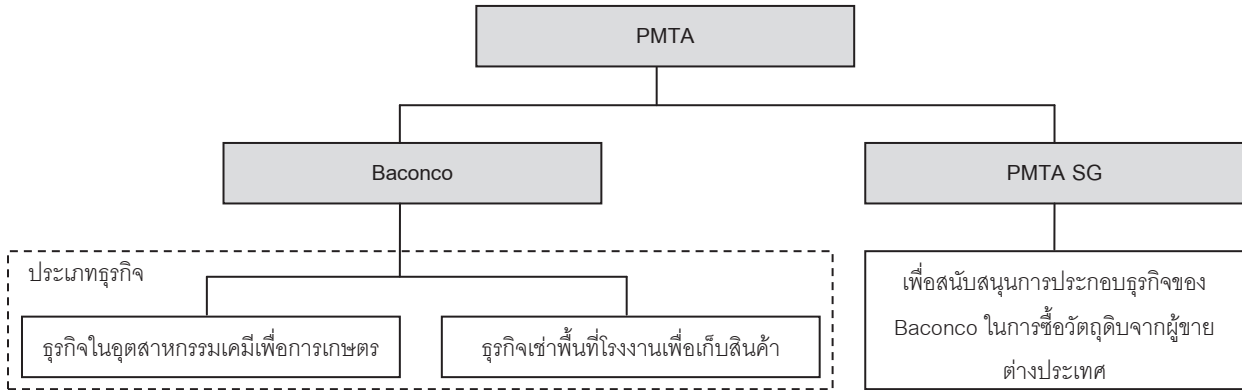 PMTA
Baconco
PMTA SG
ประเภทธุรกิจ
ธุรกิจในอุตสาหกรรมเคมีเพื่อการเกษตร
ธุรกิจเช่าพื้นที่โรงงานเพื่อเก็บสินค้า
เพื่อสนับสนุนการประกอบธุรกิจของ
Baconco ในการซื้อวัตถุดิบจากผู้ขาย
ต่างประเทศ